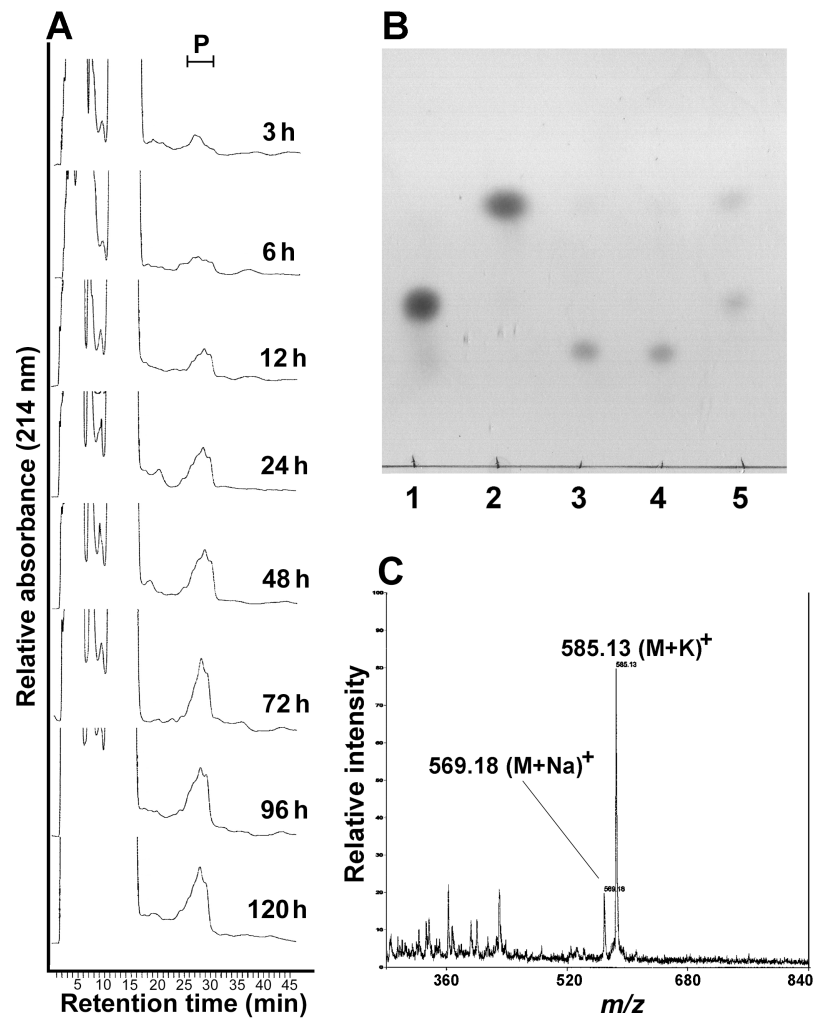 A
P
3 h
6 h
12 h
24 h
48 h
72 h
96 h
120 h
Relative absorbance (214 nm)
5 10 15 20 25 30 35 40 45
Retention time (min)
B
1 2 3 4 5
C
585.13 (M+K)+
585.13
569.18 (M+Na)+
569.18
Relative intensity
100
90
80
70
60
50
40
30
20
10
0
360 520 680 840
m/z